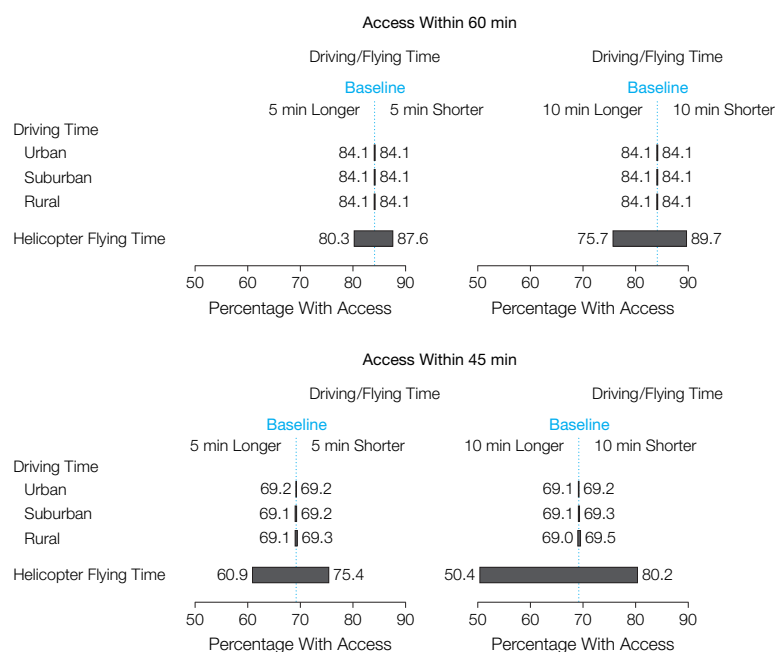 Access Within 60 min
Driving/Flying Time Driving/Flying Time
Baseline Baseline
5 min Longer 5 min Shorter 10 min Longer 10 min Shorter
Driving Time
Urban 84.1 84.1 84.1 84.1
Suburban 84.1 84.1 84.1 84.1
Rural 84.1 84.1 84.1 84.1
Helicopter Flying Time 80.3 87.6 75.7 89.7
50 60 70 80 90 50 60 70 80 90
Percentage With Access Percentage With Access
Access Within 45 min
Driving/Flying Time Driving/Flying Time
Baseline Baseline
5 min Longer 5 min Shorter 10 min Longer 10 min Shorter
Driving Time
Urban 69.2 69.2 69.1 69.2
Suburban 69.1 69.2 69.1 69.3
Rural 69.1 69.3 69.0 69.5
Helicopter Flying Time 60.9 75.4 50.4 80.2
50 60 70 80 90 50 60 70 80 90
Percentage With Access Percentage With Access